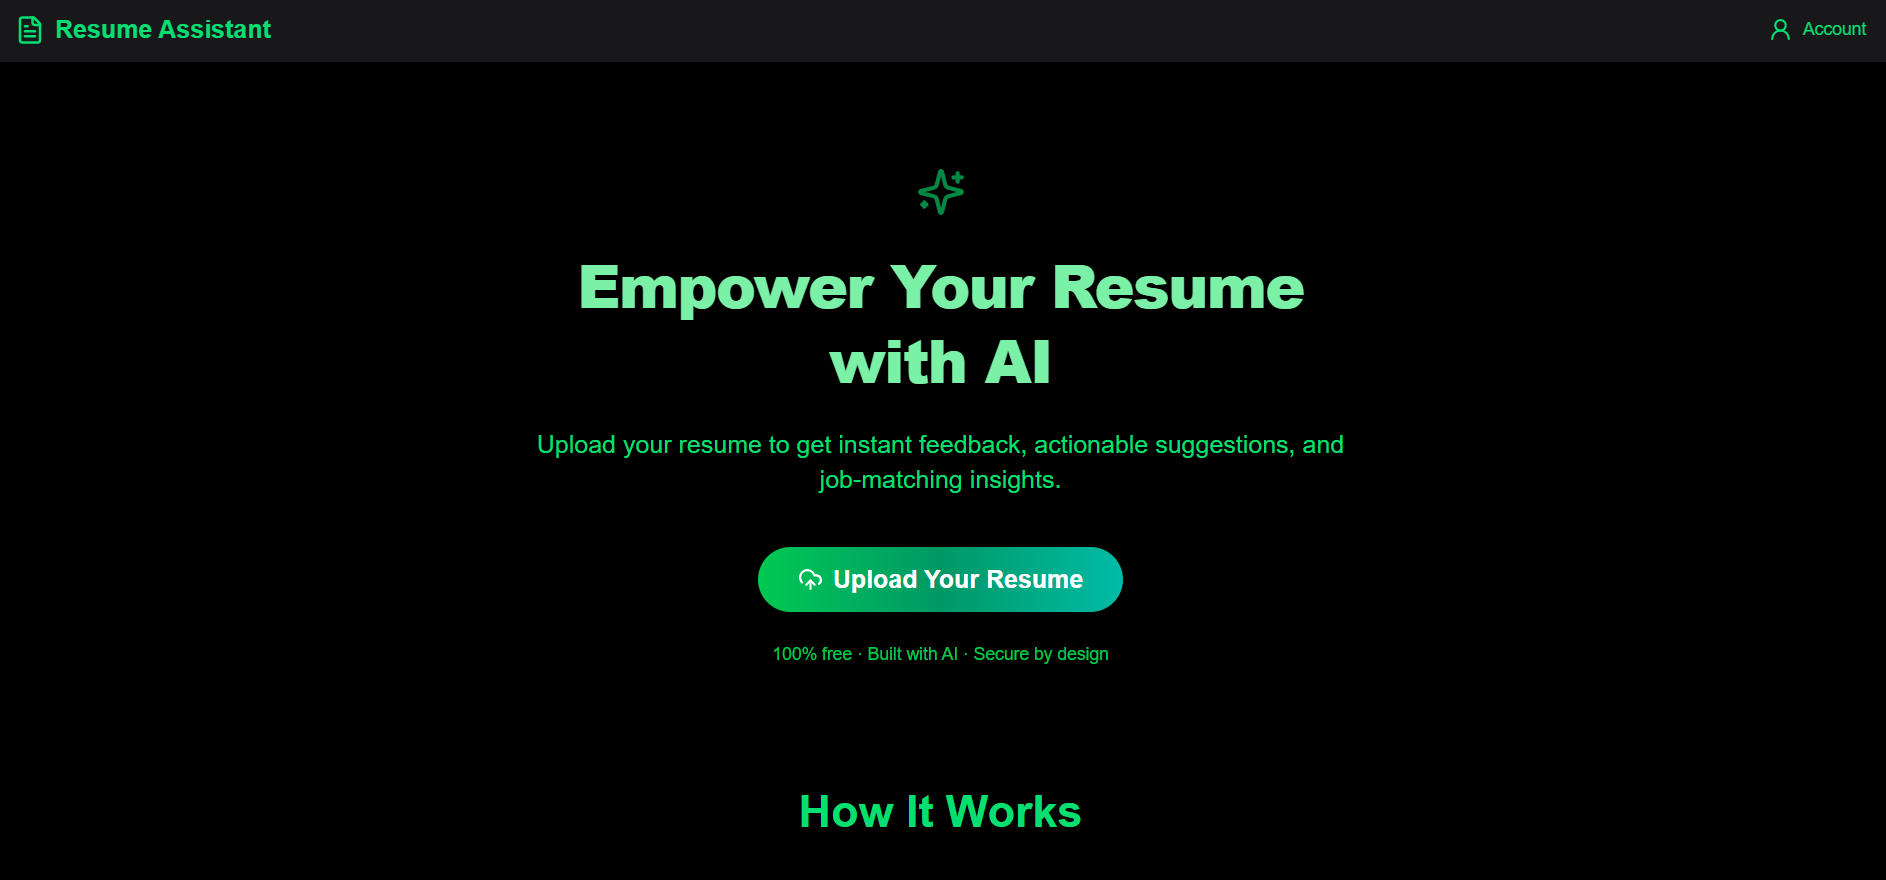 Resume Assistant
Account
Empower Your Resume
with AI
Upload your resume to get instant feedback, actionable suggestions, and
job-matching insights.
Upload Your Resume
100% free · Built with AI · Secure by design
How It Works